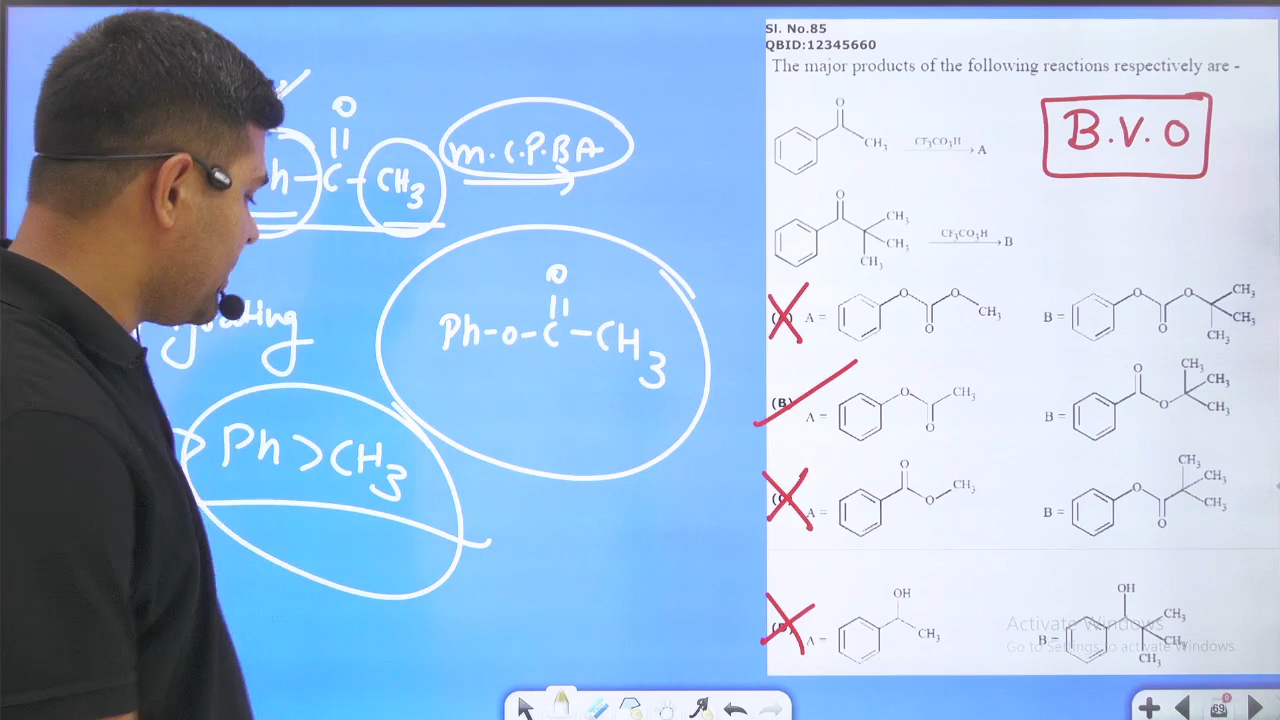 Sl. No.85
QBID:12345660
The major products of the following reactions respectively are -
O
CH₃
CF₃CO₃H
A
B.V.O
O
CH₃
CH₃
CH₃
CF₃CO₃H
B
A =
O
O
O
CH₃
B =
O
O
O
CH₃
CH₃
CH₃
(B)
A =
O
O
CH₃
B =
O
O
CH₃
CH₃
CH₃
A =
O
O
CH₃
B =
O
O
CH₃
CH₃
CH₃
A =
OH
CH₃
B =
OH
CH₃
CH₃
CH₃
O
||
h-C-CH₃
m.C.P.BA
O
||
Ph-O-C-CH₃
Ph>CH₃
Activate Windows
Go to Settings to activate Windows.
69